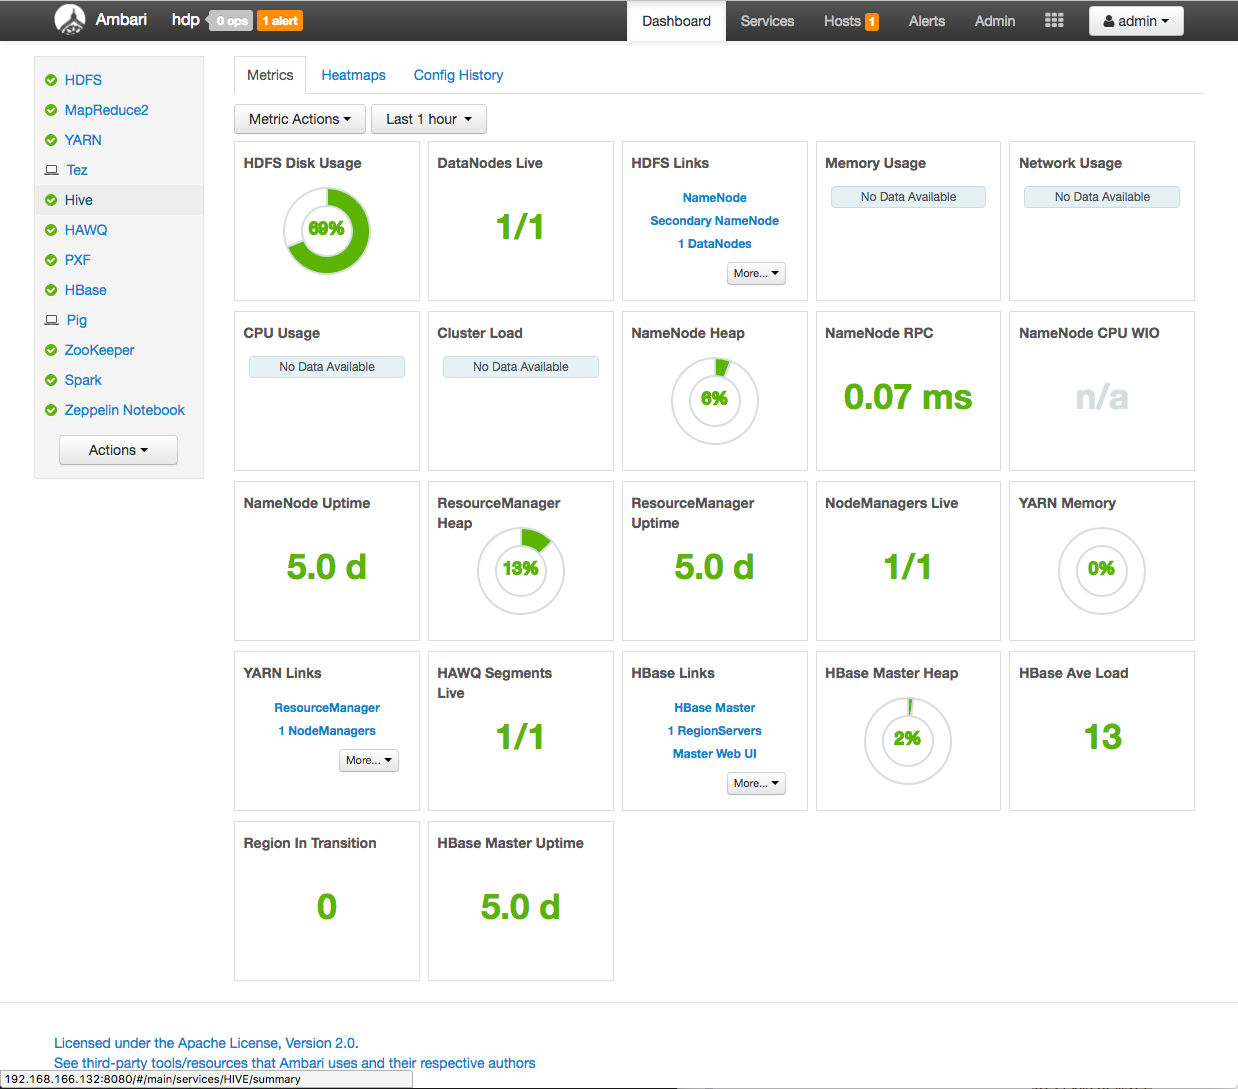 Ambari hdp 0 ops 1 alert Dashboard Services Hosts 1 Alerts Admin admin
HDFS
MapReduce2
YARN
Tez
Hive
HAWQ
PXF
HBase
Pig
ZooKeeper
Spark
Zeppelin Notebook
Actions
Metrics Heatmaps Config History
Metric Actions Last 1 hour
HDFS Disk Usage
69%
DataNodes Live
1/1
HDFS Links
NameNode
Secondary NameNode
1 DataNodes
More...
Memory Usage
No Data Available
Network Usage
No Data Available
CPU Usage
No Data Available
Cluster Load
No Data Available
NameNode Heap
6%
NameNode RPC
0.07 ms
NameNode CPU WIO
n/a
NameNode Uptime
5.0 d
ResourceManager
Heap
13%
ResourceManager
Uptime
5.0 d
NodeManagers Live
1/1
YARN Memory
0%
YARN Links
ResourceManager
1 NodeManagers
More...
HAWQ Segments
Live
1/1
HBase Links
HBase Master
1 RegionServers
Master Web UI
More...
HBase Master Heap
2%
HBase Ave Load
13
Region In Transition
0
HBase Master Uptime
5.0 d
Licensed under the Apache License, Version 2.0.
See third-party tools/resources that Ambari uses and their respective authors
192.168.166.132:8080/#/main/services/HIVE/summary